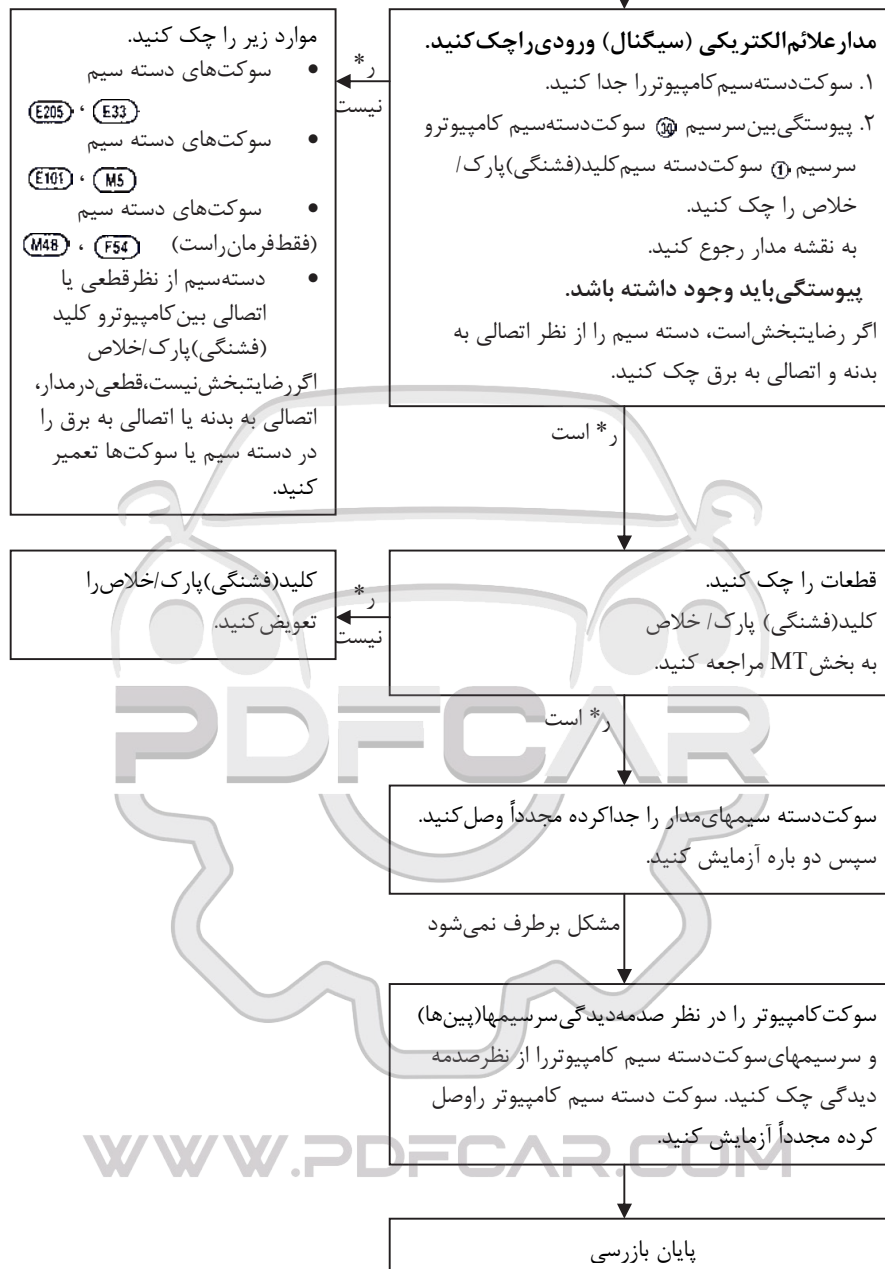 مدارعلائم‌الکتریکی (سیگنال) ورودی‌راچک‌کنید.
۱. سوکت‌دسته‌سیم‌کامپیوتررا جدا کنید.
۲. پیوستگی‌بین‌سرسیم سوکت‌دسته‌سیم کامپیوترو
سرسیم ① سوکت‌دسته سیم‌کلید(فشنگی)پارک/
خلاص را چک کنید.
به نقشه مدار رجوع کنید.
پیوستگی‌باید وجود داشته باشد.
اگر رضایتبخش‌است، دسته سیم را از نظر اتصالی به
بدنه و اتصالی به برق چک کنید.
ر*
نیست
موارد زیر را چک کنید.
• سوکت‌های دسته سیم
E33 ، E205
• سوکت‌های دسته سیم
M5 ، E101
• سوکت‌های دسته سیم
(فقط‌فرمان‌راست) F54 ، M48
• دسته‌سیم از نظرقطعی یا
اتصالی بین‌کامپیوترو کلید
(فشنگی)پارک/خلاص
اگررضایتبخش‌نیست،قطعی‌درمدار،
اتصالی به بدنه یا اتصالی به برق را
در دسته سیم یا سوکت‌ها تعمیر
کنید.
ر* است
قطعات را چک کنید.
کلید(فشنگی) پارک/ خلاص
به بخش MT مراجعه کنید.
ر*
نیست
کلید(فشنگی)پارک/خلاص‌را
تعویض‌کنید.
ر* است
PDFCAR
سوکت‌دسته سیمهای‌مدار را جداکرده مجدداً وصل‌کنید.
سپس دو باره آزمایش کنید.
مشکل برطرف نمی‌شود
سوکت‌کامپیوتر را در نظر صدمه‌دیدگی‌سرسیمها(پین‌ها)
و سرسیمهای‌سوکت‌دسته سیم کامپیوتررا از نظرصدمه
دیدگی چک کنید. سوکت دسته سیم کامپیوتر راوصل
کرده مجدداً آزمایش کنید.
WWW.PDFCAR.COM
پایان بازرسی